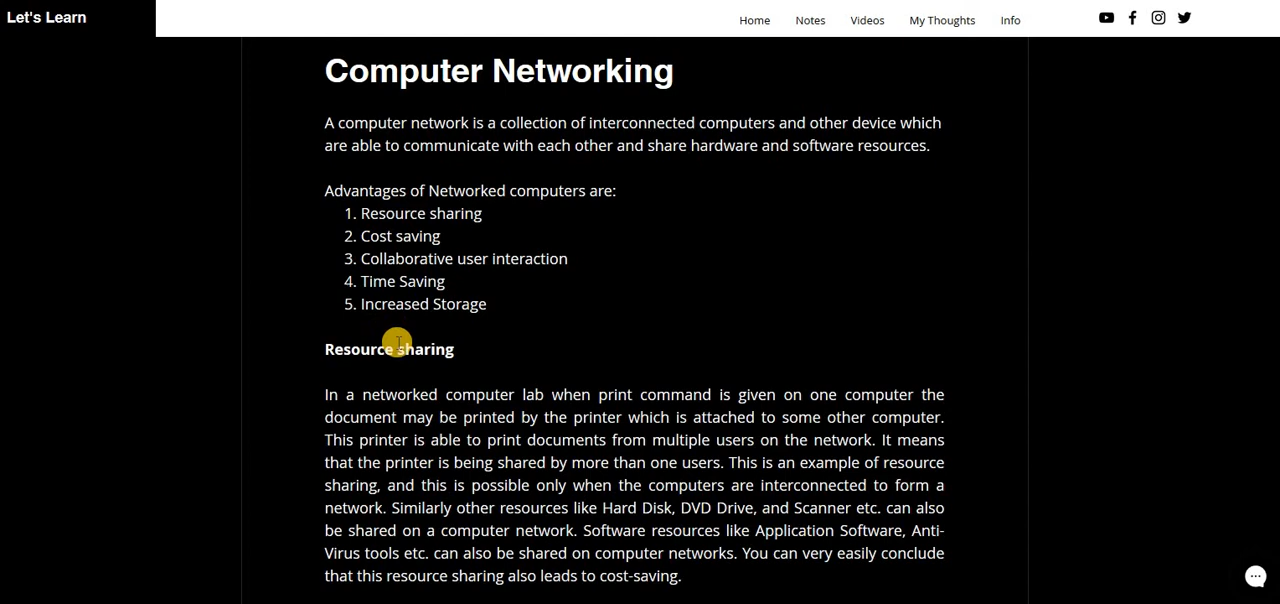 Let's Learn
Home Notes Videos My Thoughts Info
Computer Networking
A computer network is a collection of interconnected computers and other device which
are able to communicate with each other and share hardware and software resources.
Advantages of Networked computers are:
1. Resource sharing
2. Cost saving
3. Collaborative user interaction
4. Time Saving
5. Increased Storage
Resource sharing
In a networked computer lab when print command is given on one computer the
document may be printed by the printer which is attached to some other computer.
This printer is able to print documents from multiple users on the network. It means
that the printer is being shared by more than one users. This is an example of resource
sharing, and this is possible only when the computers are interconnected to form a
network. Similarly other resources like Hard Disk, DVD Drive, and Scanner etc. can also
be shared on a computer network. Software resources like Application Software, Anti-
Virus tools etc. can also be shared on computer networks. You can very easily conclude
that this resource sharing also leads to cost-saving.